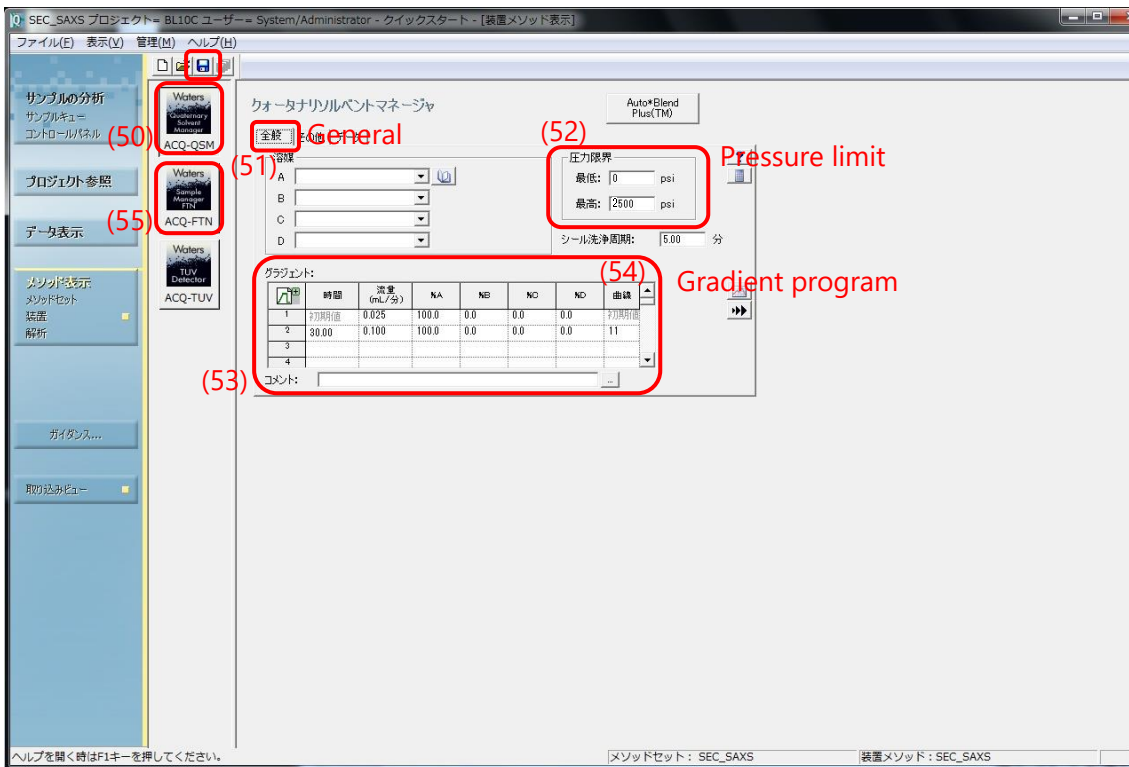 SEC_SAXS プロジェクト= BL10C ユーザー= System/Administrator - クイックスタート - [装置メソッド表示]
ファイル(F) 表示(V) 管理(M) ヘルプ(H)
サンプルの分析
サンプルキュー
コントロールパネル
プロジェクト参照
データ表示
メソッド表示
メソッドセット
装置
解析
ガイダンス...
取り込みビュー
(50)
Waters
Quaternary
Solvent
Manager
ACQ-QSM
(55)
Waters
Sample
Manager
FTN
ACQ-FTN
Waters
TUV
Detector
ACQ-TUV
クォータナリソルベントマネージャ
Auto•Blend
Plus(TM)
(51)
全般
General
その他
データ
溶媒
A
B
C
D
(52)
圧力限界
Pressure limit
最低: 0 psi
最高: 2500 psi
シール洗浄周期: 5.00 分
?
グラジェント:
(54)
Gradient program
時間 流量(mL/分) %A %B %C %D 曲線
1 初期値 0.025 100.0 0.0 0.0 0.0 初期値
2 30.00 0.100 100.0 0.0 0.0 0.0 11
3
4
(53)
コメント:
...
ヘルプを開く時はF1キーを押してください。
メソッドセット： SEC_SAXS
装置メソッド：SEC_SAXS